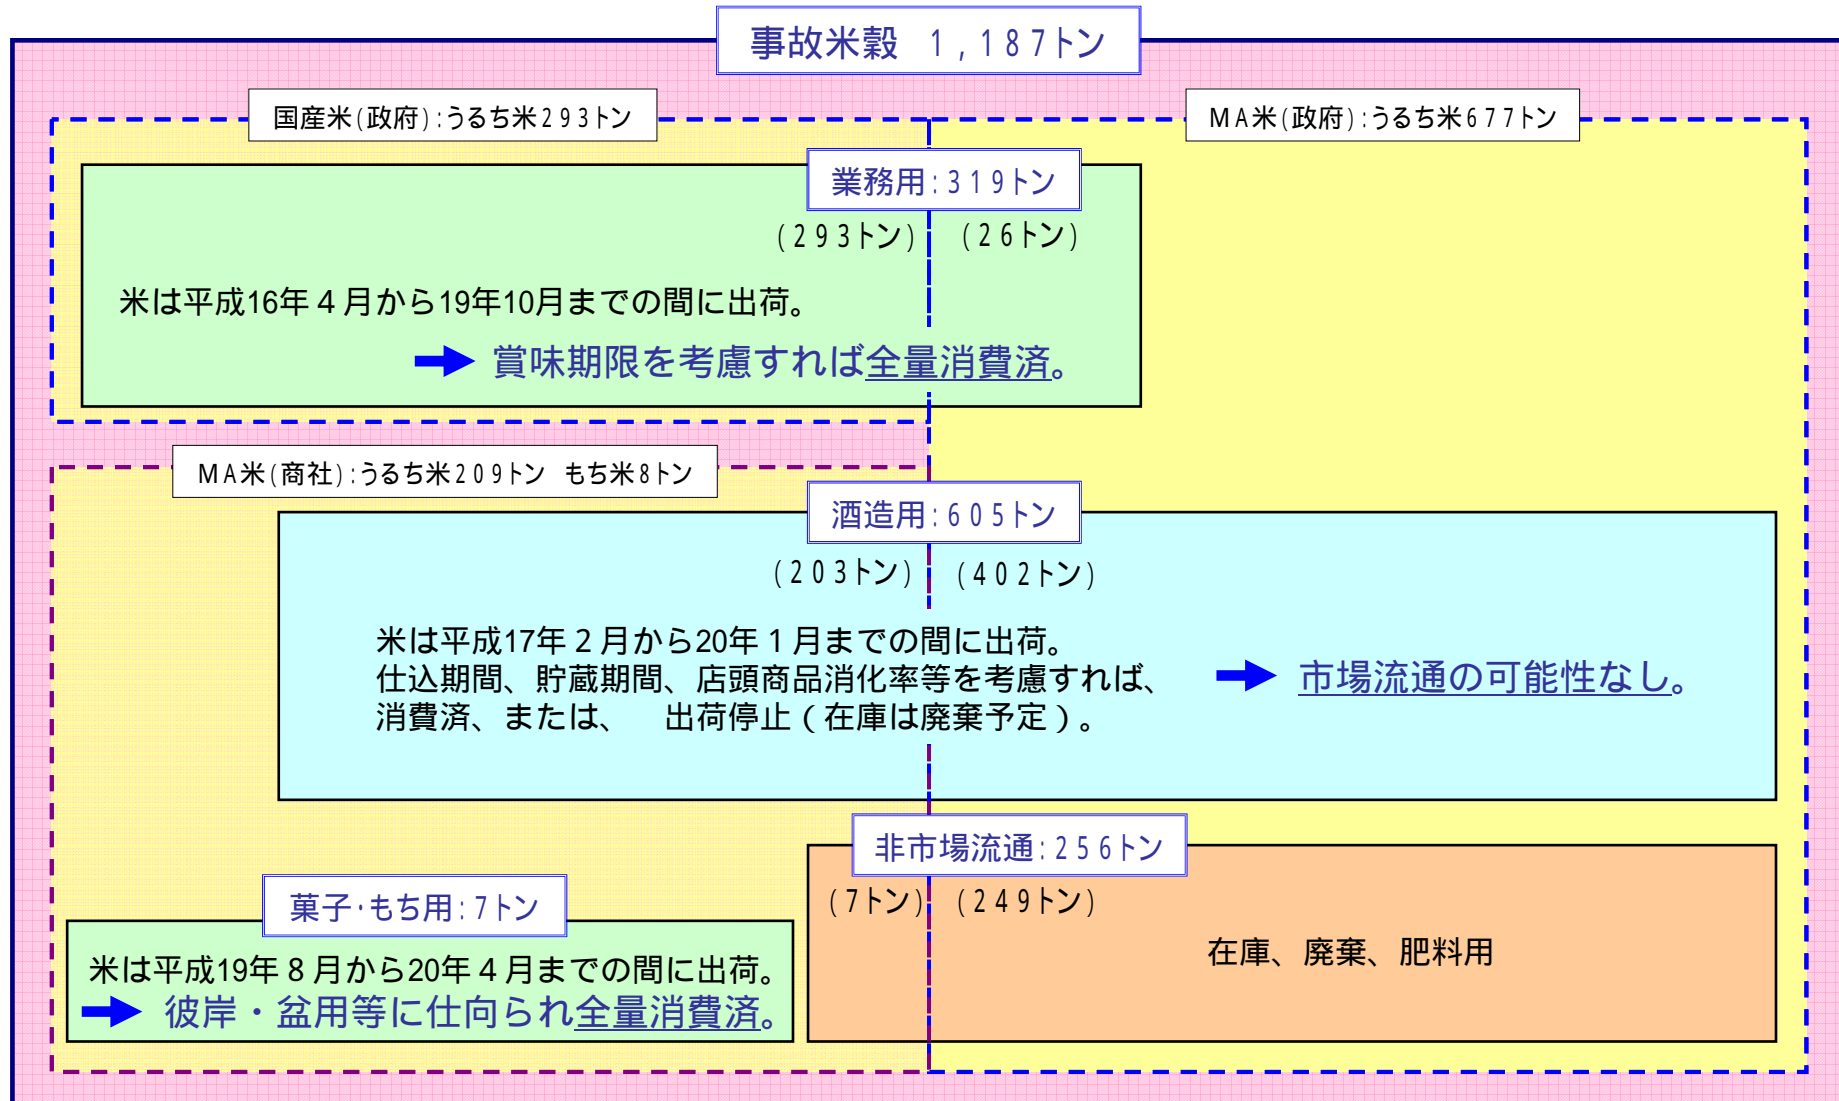 事故米穀 1,187トン
国産米(政府):うるち米293トン
MA米(政府):うるち米677トン
業務用:319トン
(293トン) (26トン)
米は平成16年4月から19年10月までの間に出荷。
賞味期限を考慮すれば全量消費済。
MA米(商社):うるち米209トン もち米8トン
酒造用:605トン
(203トン) (402トン)
米は平成17年2月から20年1月までの間に出荷。
仕込期間、貯蔵期間、店頭商品消化率等を考慮すれば、
消費済、または、 出荷停止(在庫は廃棄予定)。
市場流通の可能性なし。
非市場流通:256トン
(7トン) (249トン)
在庫、廃棄、肥料用
菓子・もち用:7トン
米は平成19年8月から20年4月までの間に出荷。
彼岸・盆用等に仕向られ全量消費済。